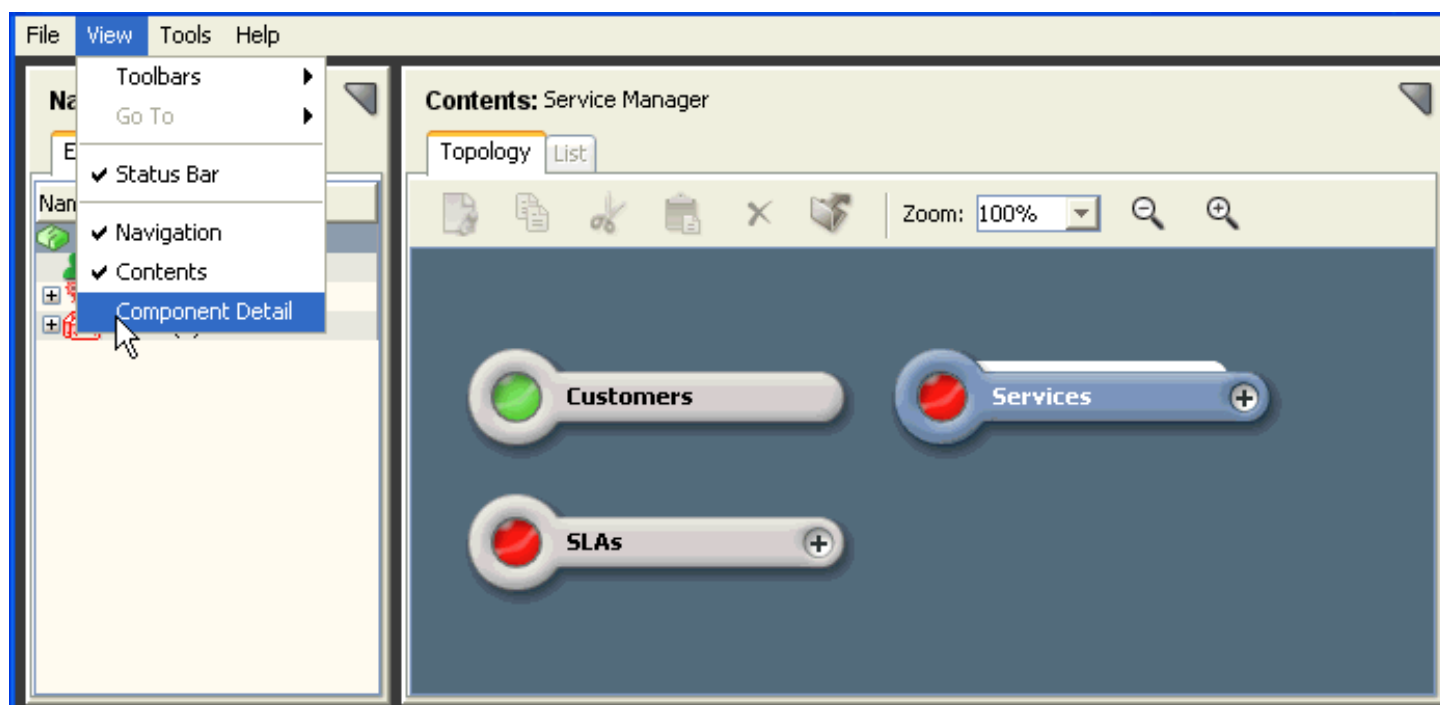 File View Tools Help
Toolbars
Go To
Status Bar
Navigation
Contents
Component Detail
Contents: Service Manager
Topology List
Zoom: 100%
Customers
Services
SLAs